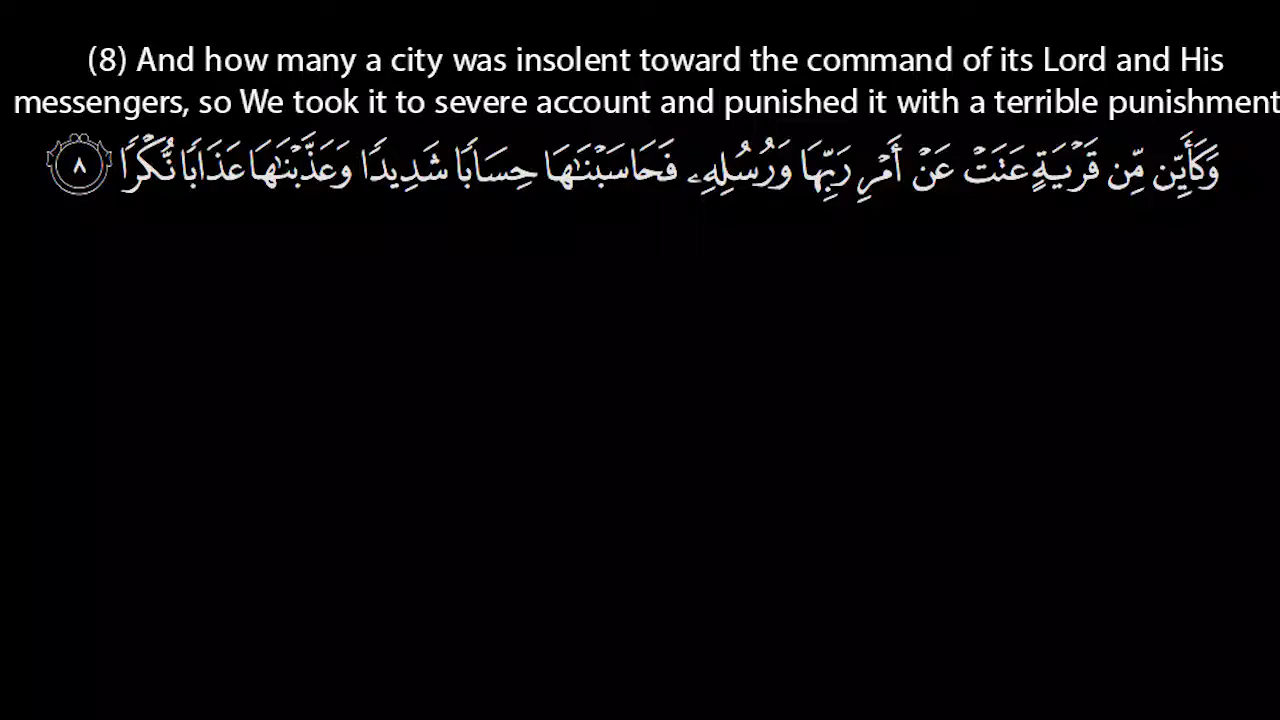 (8) And how many a city was insolent toward the command of its Lord and His
messengers, so We took it to severe account and punished it with a terrible punishment
وَكَأَيِّن مِّن قَرۡيَةٍ عَتَتۡ عَنۡ أَمۡرِ رَبِّهَا وَرُسُلِهِۦ فَحَاسَبۡنَٰهَا حِسَابٗا شَدِيدٗا وَعَذَّبۡنَٰهَا عَذَابٗا نُّكۡرٗا ٨